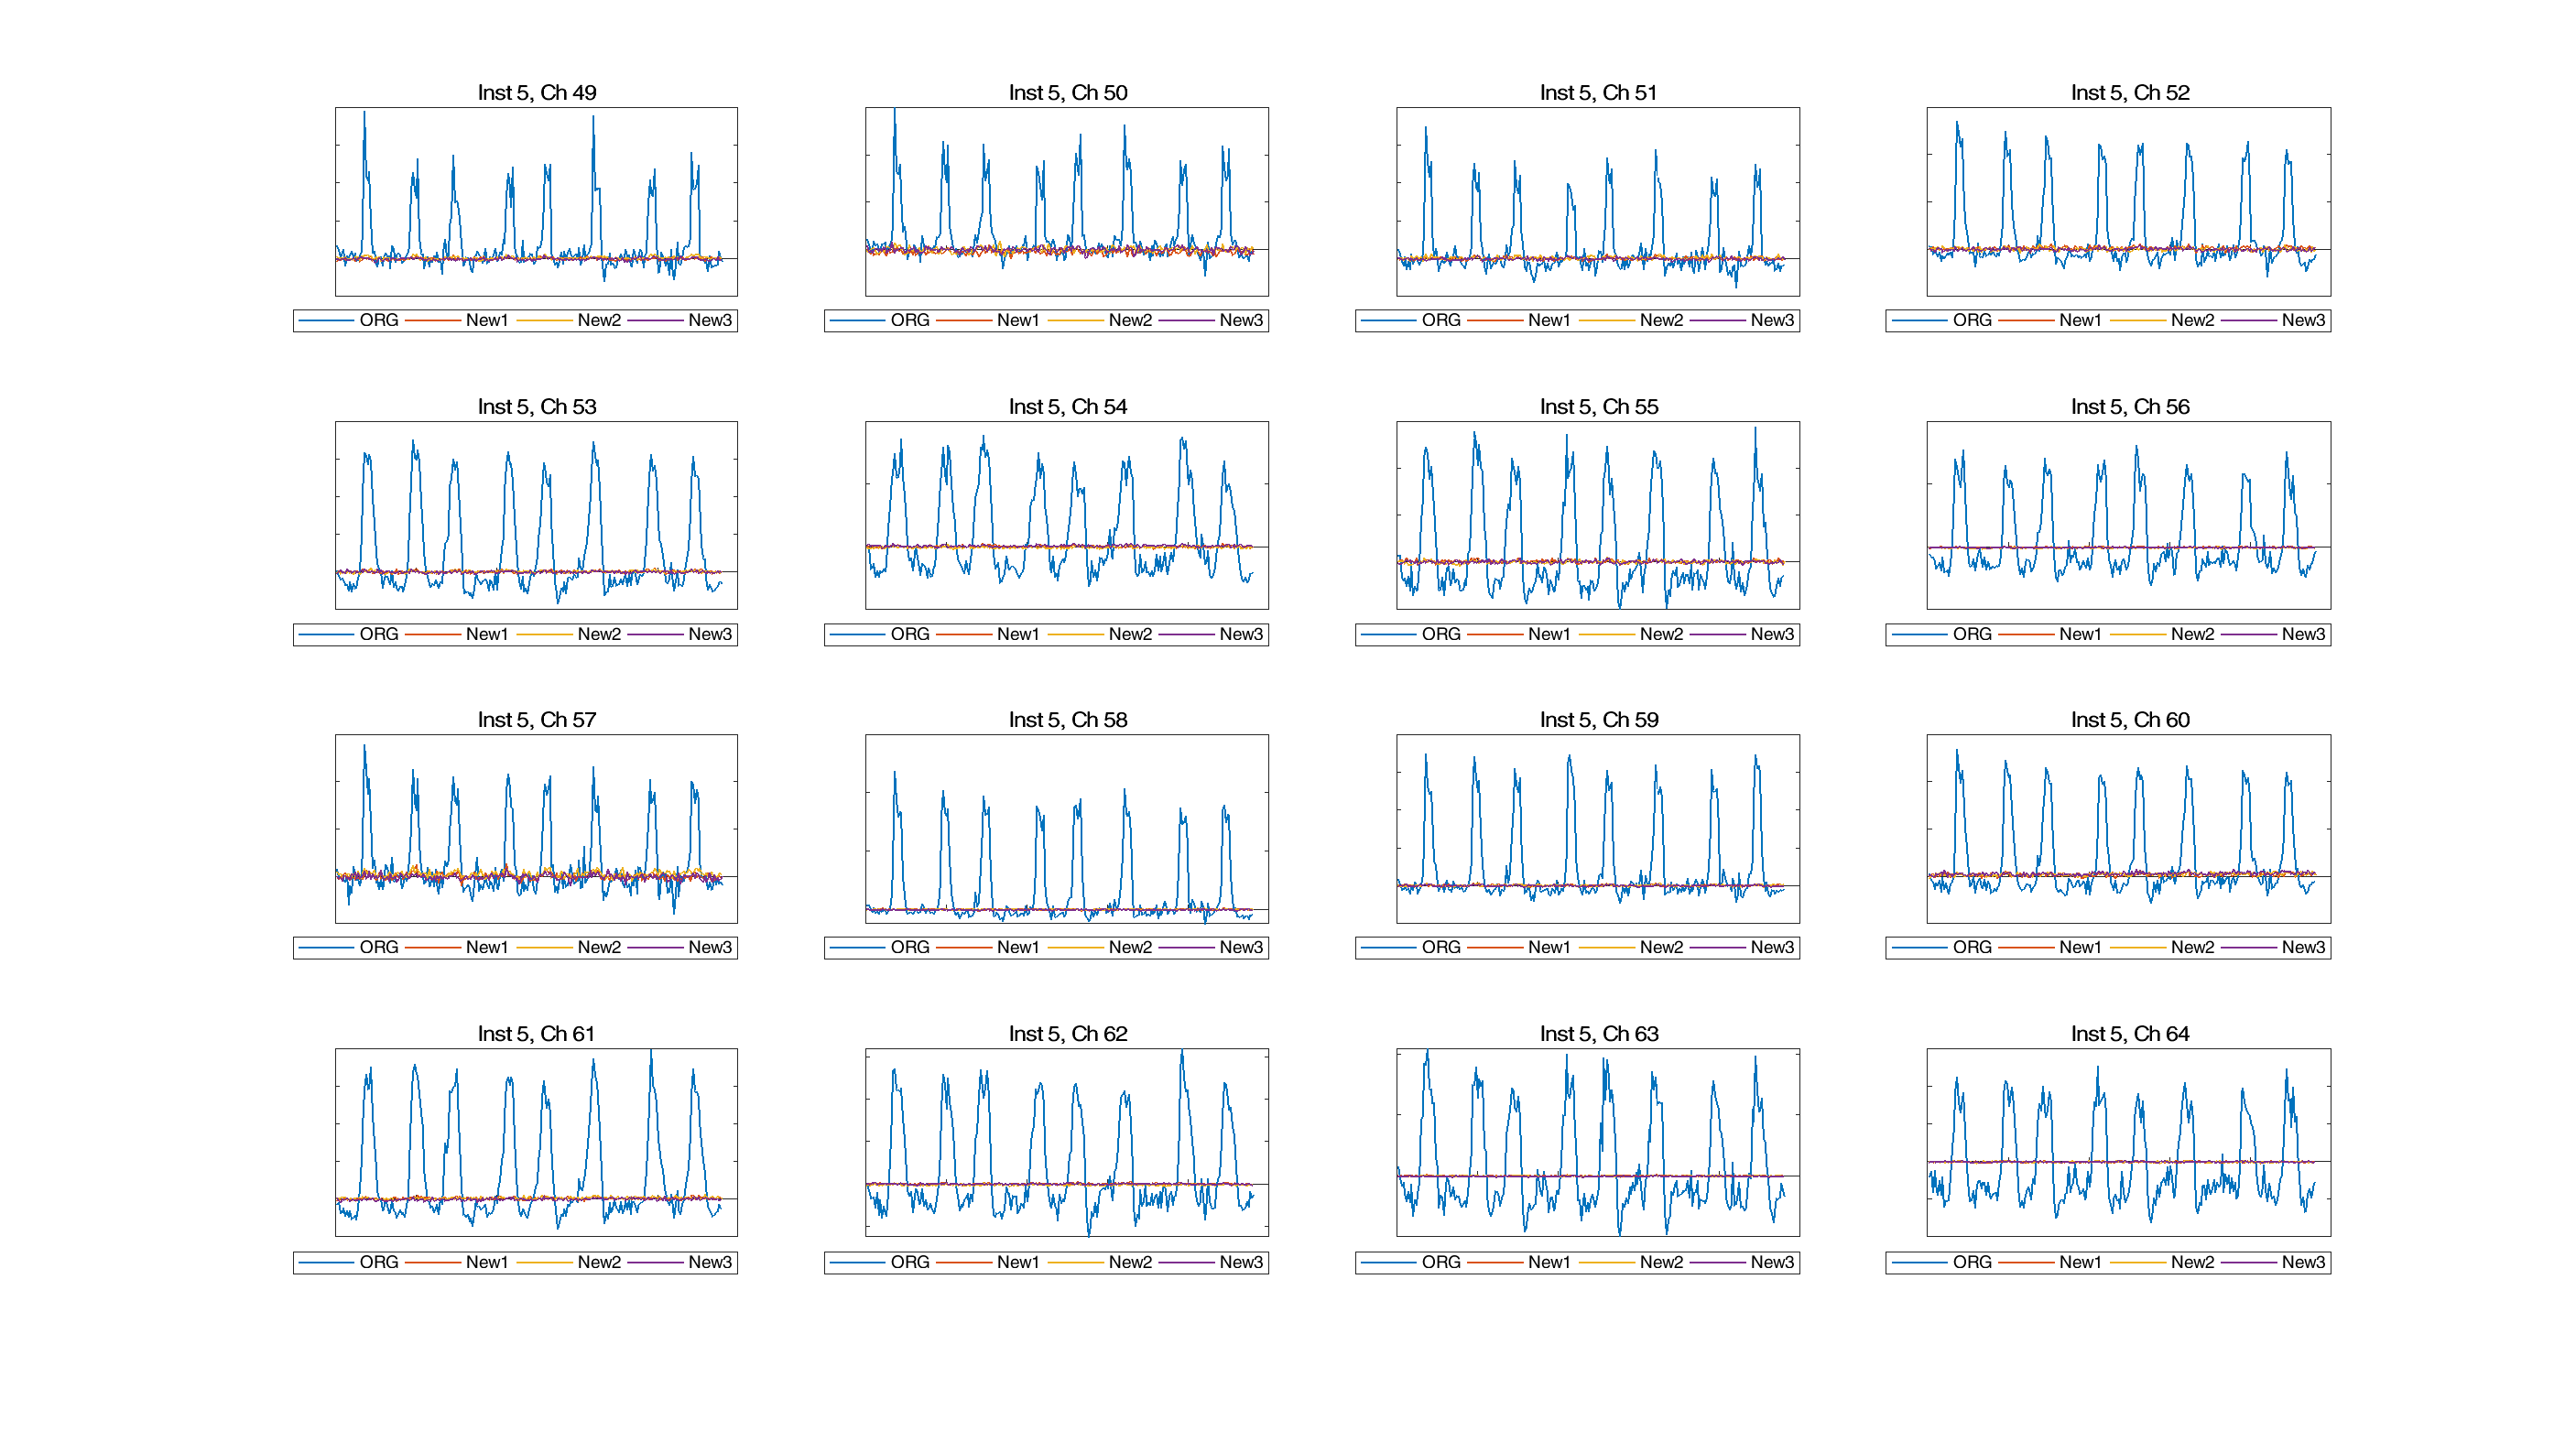 Inst 5, Ch 49
Inst 5, Ch 50
Inst 5, Ch 51
Inst 5, Ch 52
ORG New1 New2 New3
ORG New1 New2 New3
ORG New1 New2 New3
ORG New1 New2 New3
Inst 5, Ch 53
Inst 5, Ch 54
Inst 5, Ch 55
Inst 5, Ch 56
ORG New1 New2 New3
ORG New1 New2 New3
ORG New1 New2 New3
ORG New1 New2 New3
Inst 5, Ch 57
Inst 5, Ch 58
Inst 5, Ch 59
Inst 5, Ch 60
ORG New1 New2 New3
ORG New1 New2 New3
ORG New1 New2 New3
ORG New1 New2 New3
Inst 5, Ch 61
Inst 5, Ch 62
Inst 5, Ch 63
Inst 5, Ch 64
ORG New1 New2 New3
ORG New1 New2 New3
ORG New1 New2 New3
ORG New1 New2 New3